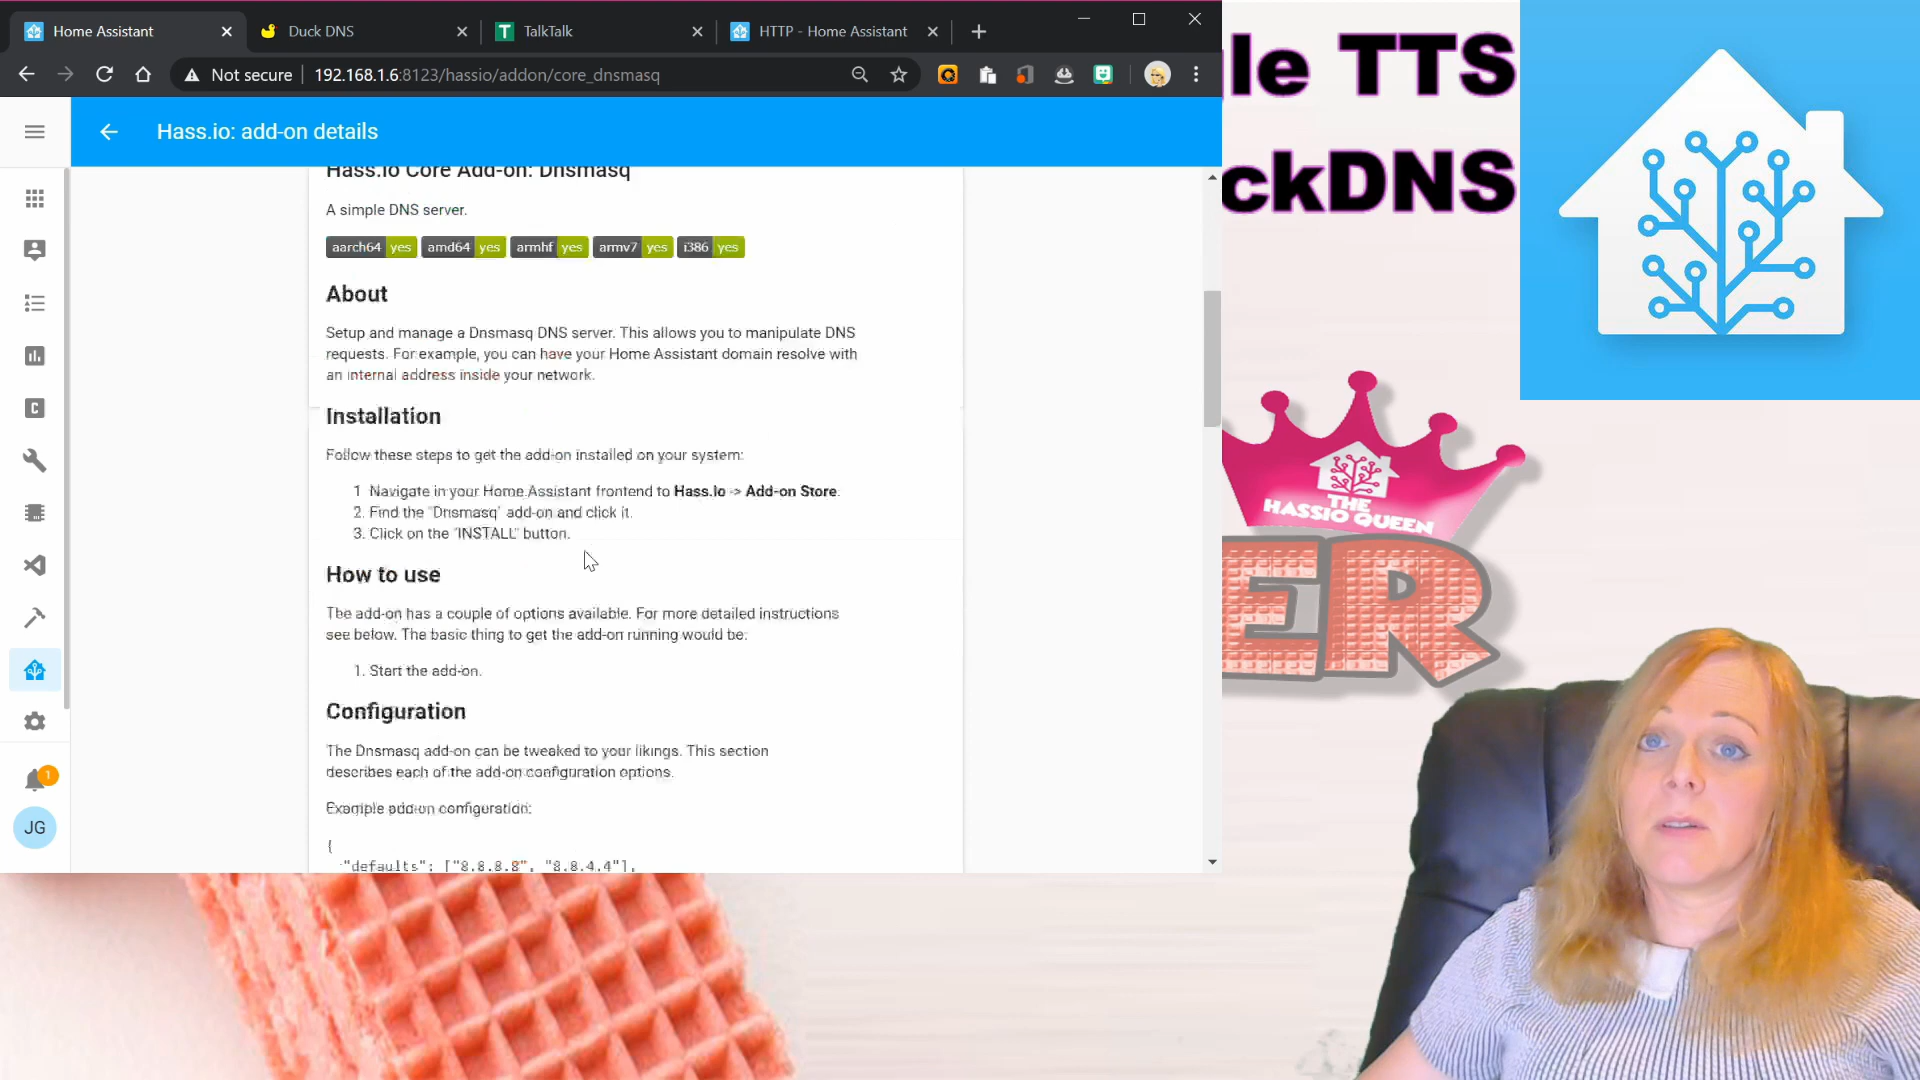 Home Assistant
Duck DNS
TalkTalk
HTTP - Home Assistant
Not secure
192.168.1.6:8123/hassio/addon/core_dnsmasq
Hass.io: add-on details
Hass.io Core Add-on: Dnsmasq
A simple DNS server.
aarch64 yes amd64 yes armhf yes armv7 yes i386 yes
About
Setup and manage a Dnsmasq DNS server. This allows you to manipulate DNS
requests. For example, you can have your Home Assistant domain resolve with
an internal address inside your network.
Installation
Follow these steps to get the add-on installed on your system:
1 Navigate in your Home Assistant frontend to Hass.io -> Add-on Store.
2. Find the "Dnsmasq" add-on and click it.
3. Click on the "INSTALL" button.
How to use
The add-on has a couple of options available. For more detailed instructions
see below. The basic thing to get the add-on running would be:
1. Start the add-on.
Configuration
The Dnsmasq add-on can be tweaked to your likings. This section
describes each of the add-on configuration options.
Example add-on configuration:
{
"defaults": ["8.8.8.8", "8.8.4.4"],
C
1
JG
le TTS
ckDNS
THE
HASSIO QUEEN
ER